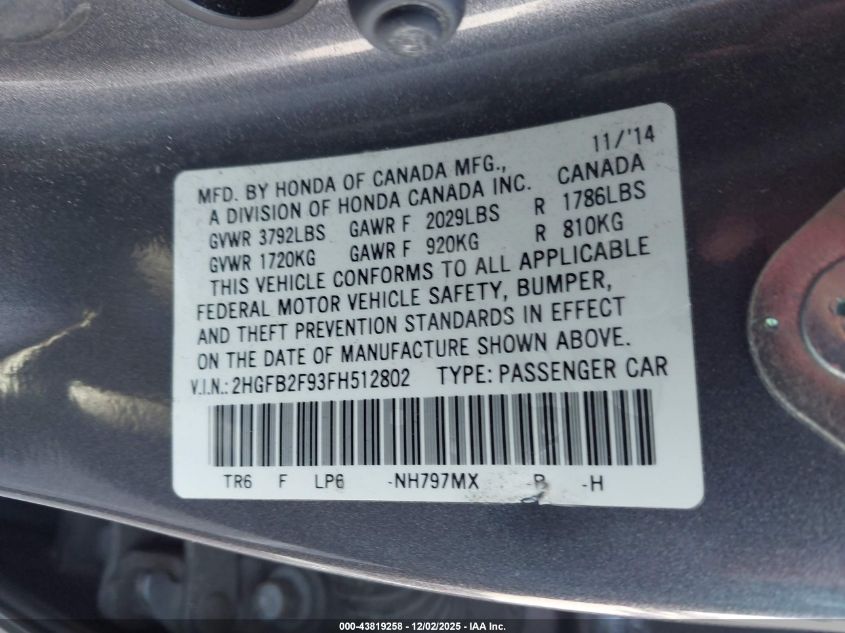 11/'14
MFD. BY HONDA OF CANADA MFG., CANADA
A DIVISION OF HONDA CANADA INC.
GVWR 3792LBS GAWR F 2029LBS R 1786LBS
GVWR 1720KG GAWR F 920KG R 810KG
THIS VEHICLE CONFORMS TO ALL APPLICABLE
FEDERAL MOTOR VEHICLE SAFETY, BUMPER,
AND THEFT PREVENTION STANDARDS IN EFFECT
ON THE DATE OF MANUFACTURE SHOWN ABOVE.
V.I.N.: 2HGFB2F93FH512802 TYPE: PASSENGER CAR
TR6 F LP6 -NH797MX -B -H
000-43819258 - 12/02/2025 - IAA Inc.